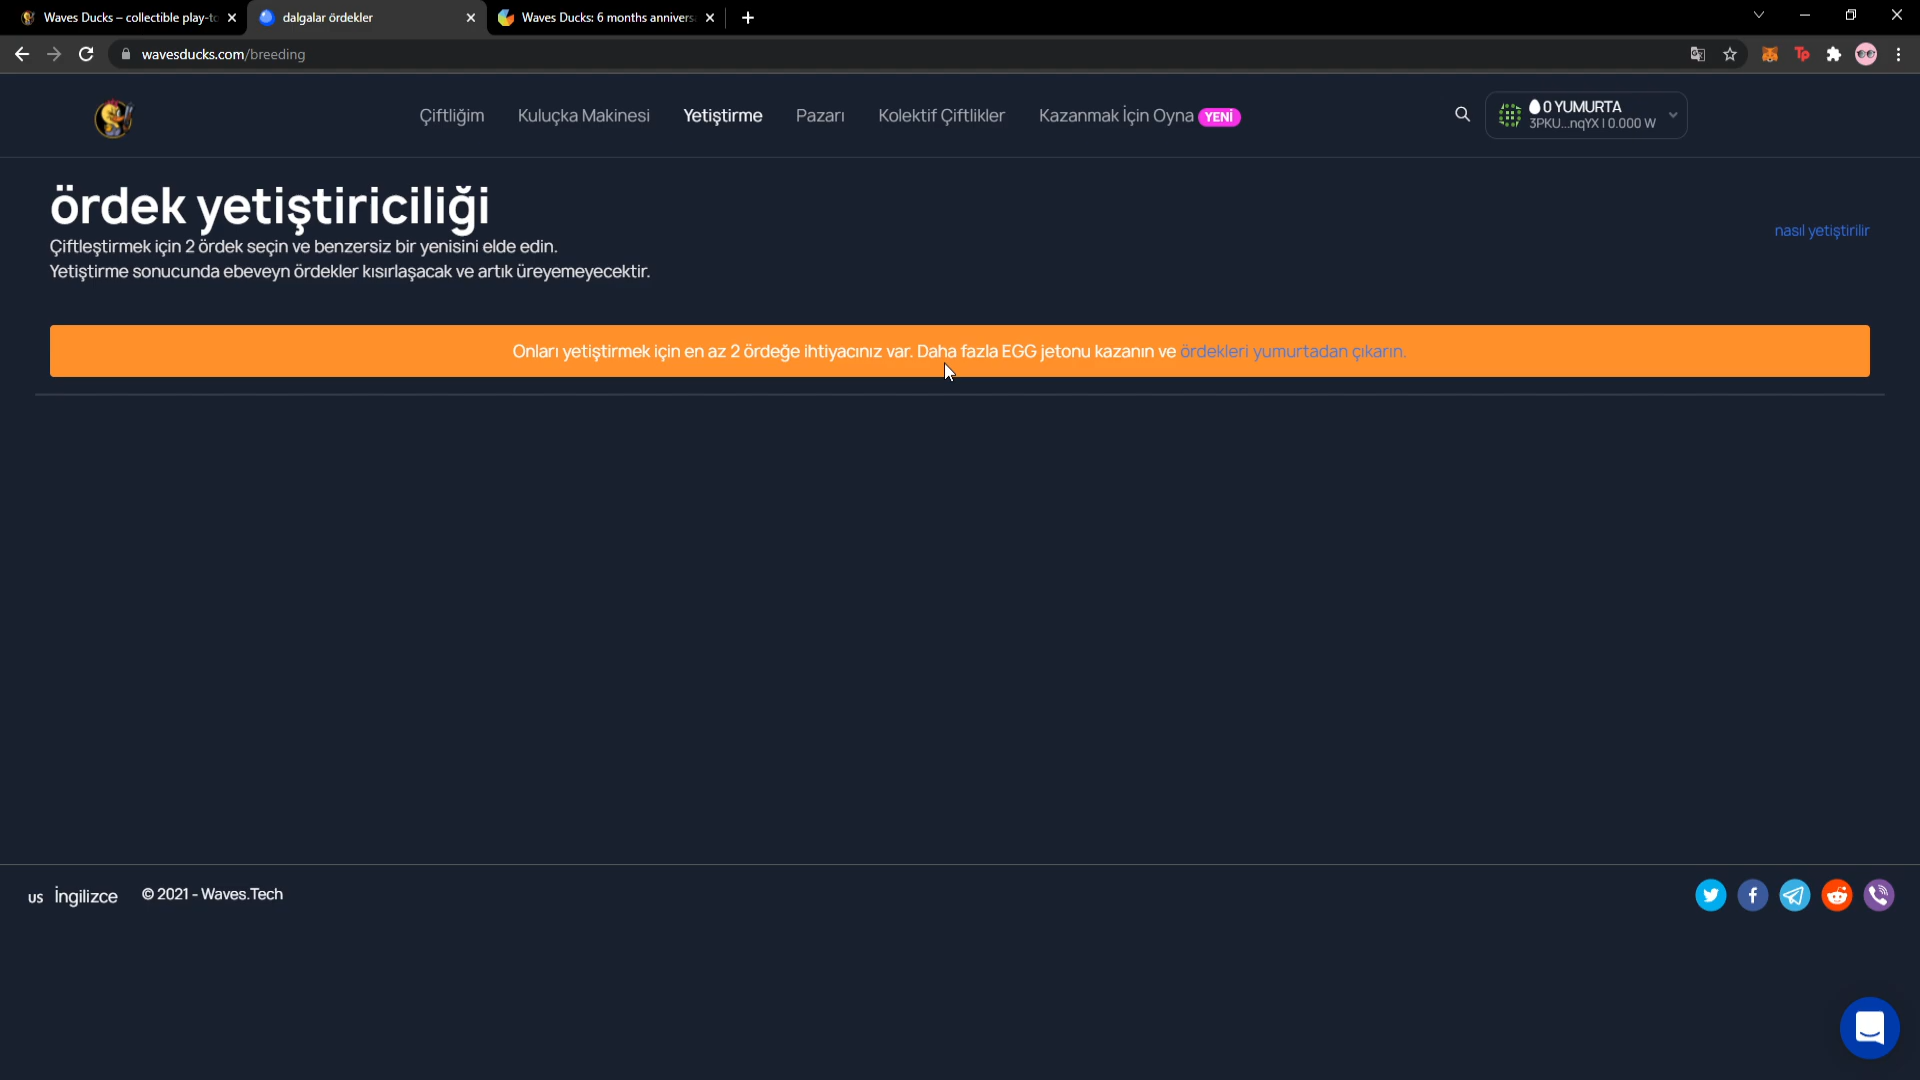 Waves Ducks – collectible play-to
dalgalar ördekler
Waves Ducks: 6 months annivers
wavesducks.com/breeding
Tp
Çiftliğim
Kuluçka Makinesi
Yetiştirme
Pazarı
Kolektif Çiftlikler
Kazanmak İçin Oyna YENİ
0 YUMURTA
3PKU...nqYX | 0.000 W
ördek yetiştiriciliği
Çiftleştirmek için 2 ördek seçin ve benzersiz bir yenisini elde edin.
nasıl yetiştirilir
Yetiştirme sonucunda ebeveyn ördekler kısırlaşacak ve artık üreyemeyecektir.
Onları yetiştirmek için en az 2 ördeğe ihtiyacınız var. Daha fazla EGG jetonu kazanın ve ördekleri yumurtadan çıkarın.
us İngilizce
© 2021 - Waves.Tech